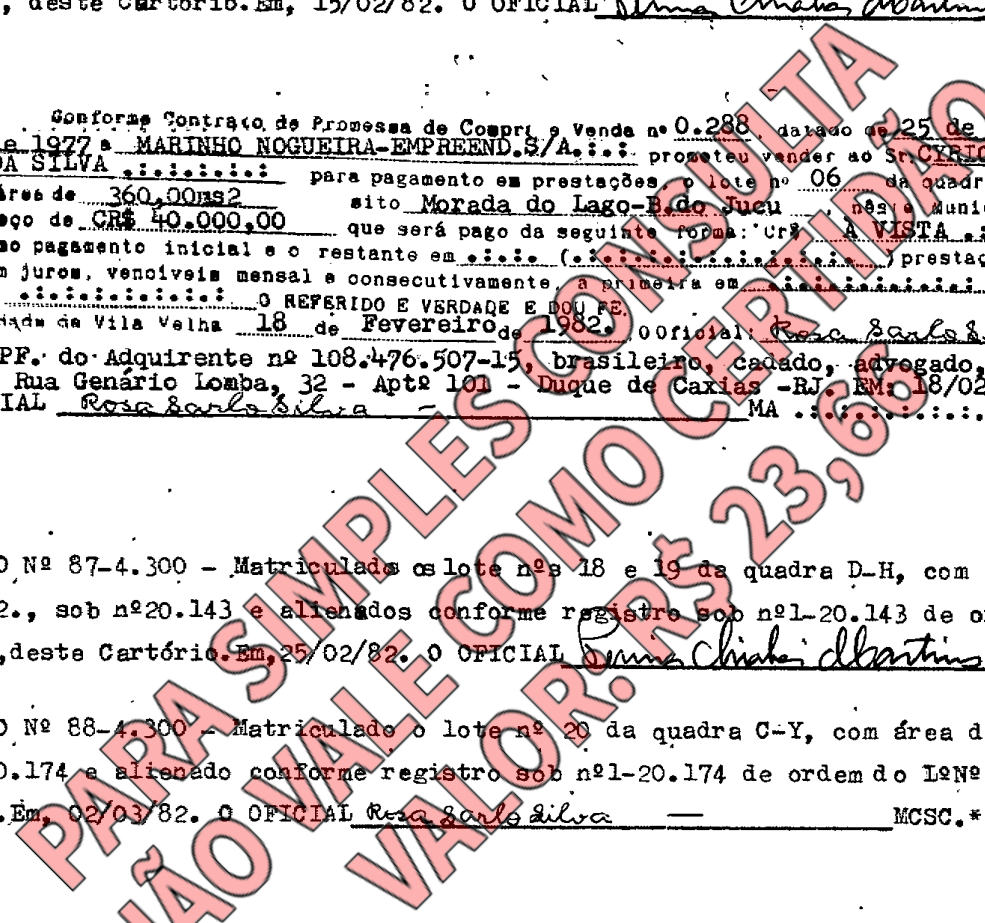 , deste Cartório.Em, 15/02/82. O OFICIAL
Conforme Contrato de Promessa de Compra e Venda nº 0.288, datado de 25 de
e 1977 a MARINHO NOGUEIRA-EMPREEND.S/A.:.: prometeu vender ao Sr. CYRIC
DA SILVA .:.:.:.:.:.: para pagamento em prestações, o lote nº 06 da quadr
área de 360,00ms2 sito Morada do Lago-B.do Jucu, neste Muni
eço de CR$ 40.000,00 que será pago da seguinte forma: Cr$ À VISTA .:
mo pagamento inicial e o restante em .:.:. (.:.:.:.:.:.:.:.:.:.:.) prestaç
m juros, vencíveis mensal e consecutivamente, a primeira em .:.:.:.:.:.:
.:.:.:.:.:.:.: O REFERIDO E VERDADE E DOU FÉ.
dade de Vila Velha 18 de Fevereiro de 1982. O Oficial: Rosa Sarlo S.
PF. do Adquirente nº 108.476.507-15, brasileiro, cadado, advogado,
Rua Genário Lomba, 32 - Aptº 101 - Duque de Caxias -RJ. EM: 18/02
IAL Rosa Sarlo Silva - MA .:.:.:.:.:.:
O Nº 87-4.300 - Matriculado os lote nºs 18 e 19 da quadra D-H, com
2., sob nº20.143 e alienados conforme registro sob nº1-20.143 de o
,deste Cartório.Em,25/02/82. O OFICIAL
O Nº 88-4.300 - Matriculado o lote nº 20 da quadra C-Y, com área d
0.174 e alienado conforme registro sob nº1-20.174 de ordem do LºNº
.Em, 02/03/82. O OFICIAL Rosa Sarlo Silva — MCSC.*
PARA SIMPLES CONSULTA
NÃO VALE COMO CERTIDÃO
VALOR: R$ 23,66